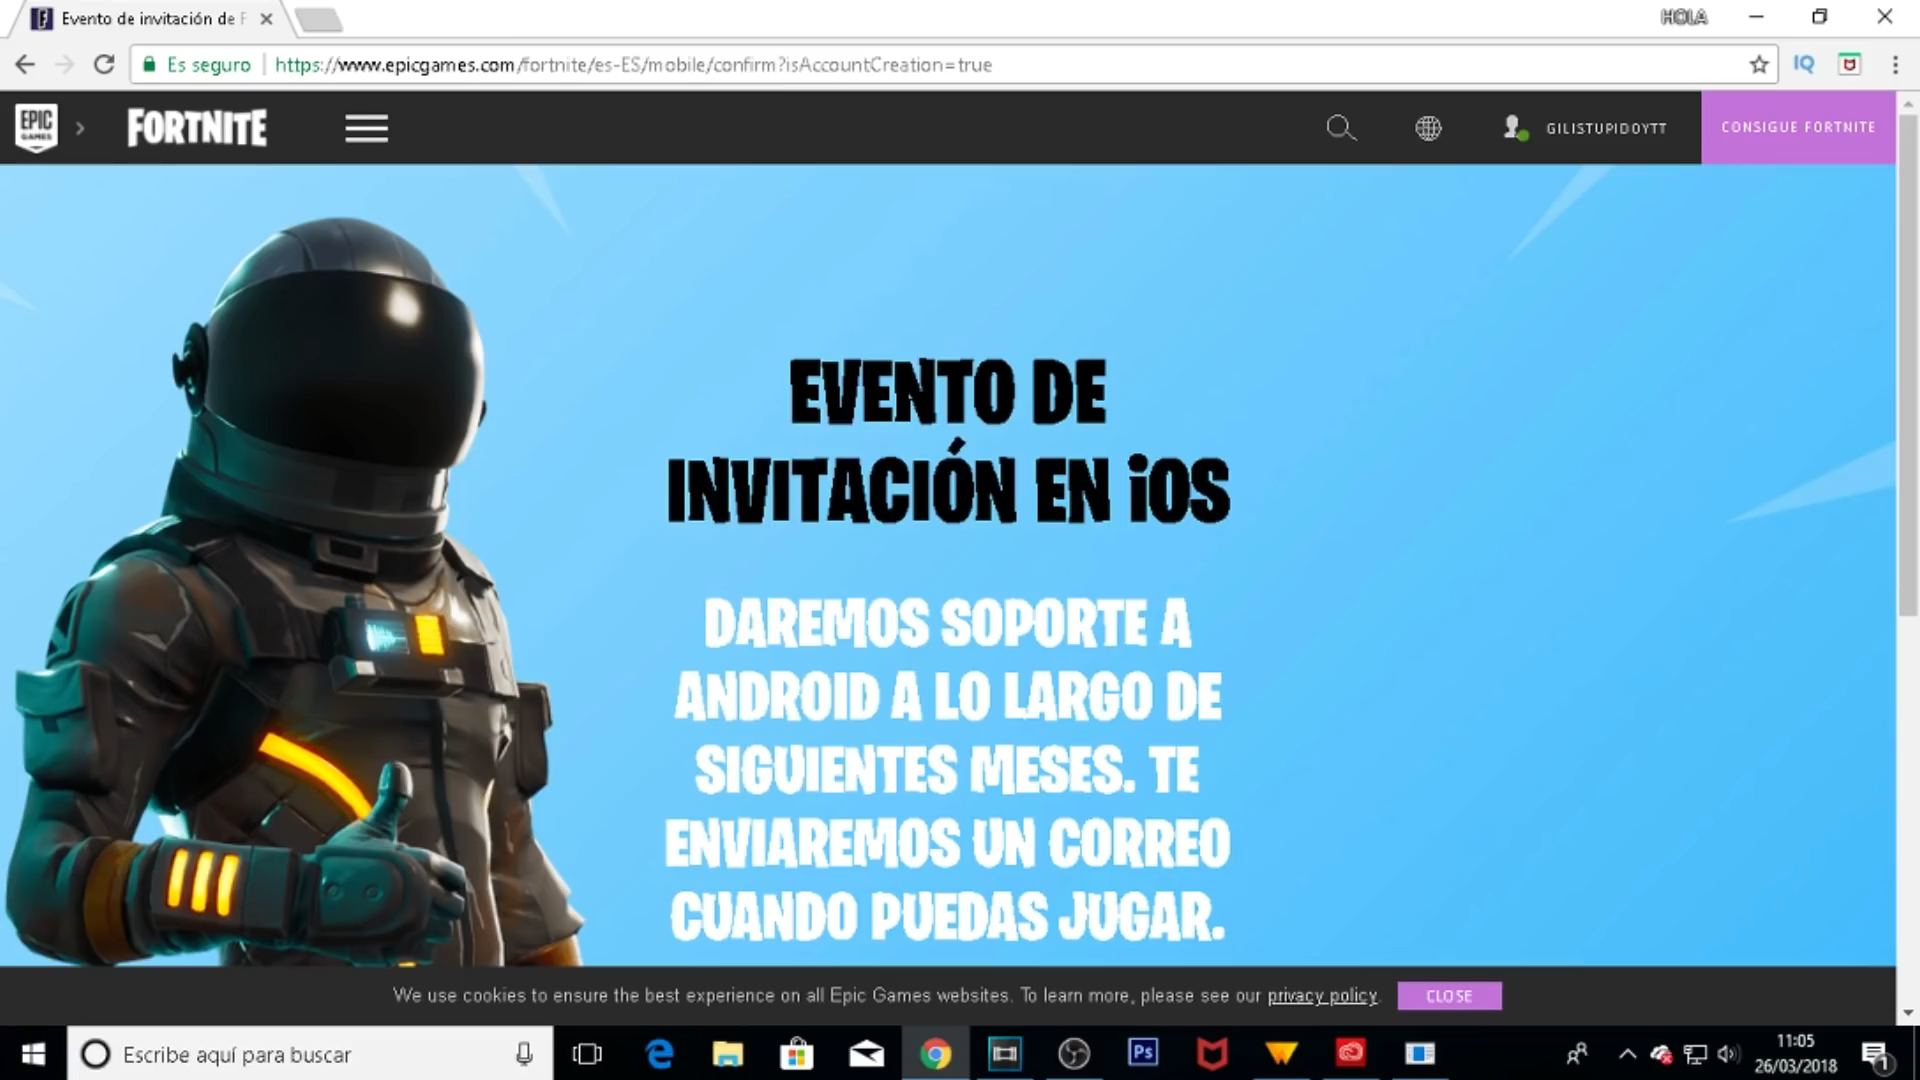 Evento de invitación de F
HOLA
Es seguro
https://www.epicgames.com/fortnite/es-ES/mobile/confirm?isAccountCreation=true
IQ
EPIC GAMES
FORTNITE
GILISTUPIDOYTT
CONSIGUE FORTNITE
EVENTO DE
INVITACIÓN EN iOS
DAREMOS SOPORTE A
ANDROID A LO LARGO DE
SIGUIENTES MESES. TE
ENVIAREMOS UN CORREO
CUANDO PUEDAS JUGAR.
We use cookies to ensure the best experience on all Epic Games websites. To learn more, please see our privacy policy.
CLOSE
Escribe aquí para buscar
Ps
11:05
26/03/2018
1